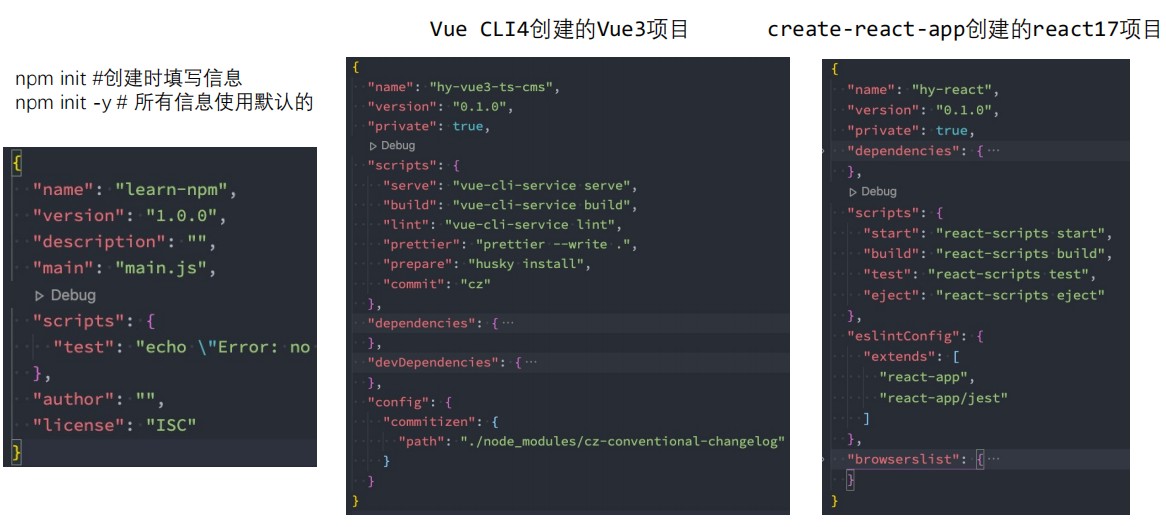 Vue CLI4创建的Vue3项目
create-react-app创建的react17项目
npm init #创建时填写信息
npm init -y # 所有信息使用默认的
{
"name": "learn-npm",
"version": "1.0.0",
"description": "",
"main": "main.js",
Debug
"scripts": {
"test": "echo \"Error: no
},
"author": "",
"license": "ISC"
}
{
"name": "hy-vue3-ts-cms",
"version": "0.1.0",
"private": true,
Debug
"scripts": {
"serve": "vue-cli-service serve",
"build": "vue-cli-service build",
"lint": "vue-cli-service lint",
"prettier": "prettier --write .",
"prepare": "husky install",
"commit": "cz"
},
"dependencies": { ···
},
"devDependencies": { ···
},
"config": {
"commitizen": {
"path": "./node_modules/cz-conventional-changelog"
}
}
}
{
"name": "hy-react",
"version": "0.1.0",
"private": true,
"dependencies": { ···
},
Debug
"scripts": {
"start": "react-scripts start",
"build": "react-scripts build",
"test": "react-scripts test",
"eject": "react-scripts eject"
},
"eslintConfig": {
"extends": [
"react-app",
"react-app/jest"
]
},
"browserslist": { ···
}
}